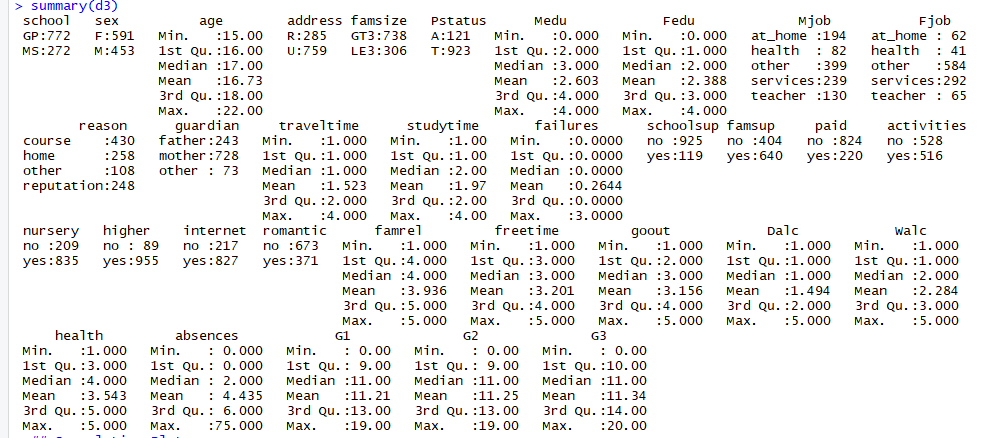 > summary(d3)
school   sex          age        address famsize   Pstatus      Medu            Fedu             Mjob           Fjob
GP:772   F:591   Min.   :15.00   R:285   GT3:738   A:121   Min.   :0.000   Min.   :0.000   at_home :194   at_home : 62
MS:272   M:453   1st Qu.:16.00   U:759   LE3:306   T:923   1st Qu.:2.000   1st Qu.:1.000   health  : 82   health  : 41
Median :17.00   Median :3.000   Median :2.000   other   :399   other   :584
Mean   :16.73   Mean   :2.603   Mean   :2.388   services:239   services:292
3rd Qu.:18.00   3rd Qu.:4.000   3rd Qu.:3.000   teacher :130   teacher : 65
Max.   :22.00   Max.   :4.000   Max.   :4.000
reason      guardian     traveltime      studytime       failures      schoolsup famsup     paid     activities
course    :430   father:243   Min.   :1.000   Min.   :1.00   Min.   :0.0000   no :925   no :404   no :824   no :528
home      :258   mother:728   1st Qu.:1.000   1st Qu.:1.00   1st Qu.:0.0000   yes:119   yes:640   yes:220   yes:516
other     :108   other : 73   Median :1.000   Median :2.00   Median :0.0000
reputation:248   Mean   :1.523   Mean   :1.97   Mean   :0.2644
3rd Qu.:2.000   3rd Qu.:2.00   3rd Qu.:0.0000
Max.   :4.000   Max.   :4.00   Max.   :3.0000
nursery   higher    internet  romantic      famrel         freetime         goout            Dalc            Walc
no :209   no : 89   no :217   no :673   Min.   :1.000   Min.   :1.000   Min.   :1.000   Min.   :1.000   Min.   :1.000
yes:835   yes:955   yes:827   yes:371   1st Qu.:4.000   1st Qu.:3.000   1st Qu.:2.000   1st Qu.:1.000   1st Qu.:1.000
Median :4.000   Median :3.000   Median :3.000   Median :1.000   Median :2.000
Mean   :3.936   Mean   :3.201   Mean   :3.156   Mean   :1.494   Mean   :2.284
3rd Qu.:5.000   3rd Qu.:4.000   3rd Qu.:4.000   3rd Qu.:2.000   3rd Qu.:3.000
Max.   :5.000   Max.   :5.000   Max.   :5.000   Max.   :5.000   Max.   :5.000
health         absences            G1              G2              G3
Min.   :1.000   Min.   : 0.000   Min.   : 0.00   Min.   : 0.00   Min.   : 0.00
1st Qu.:3.000   1st Qu.: 0.000   1st Qu.: 9.00   1st Qu.: 9.00   1st Qu.:10.00
Median :4.000   Median : 2.000   Median :11.00   Median :11.00   Median :11.00
Mean   :3.543   Mean   : 4.435   Mean   :11.21   Mean   :11.25   Mean   :11.34
3rd Qu.:5.000   3rd Qu.: 6.000   3rd Qu.:13.00   3rd Qu.:13.00   3rd Qu.:14.00
Max.   :5.000   Max.   :75.000   Max.   :19.00   Max.   :19.00   Max.   :20.00